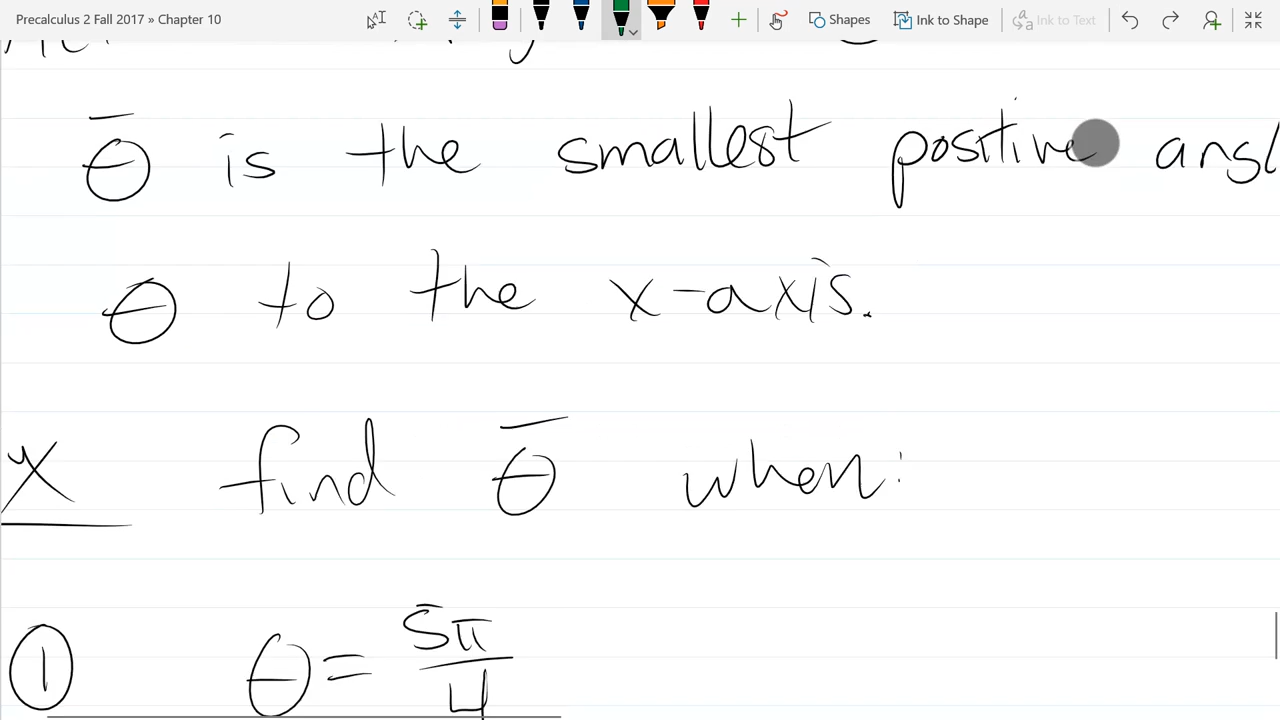 Precalculus 2 Fall 2017 » Chapter 10 Shapes Ink to Shape Ink to Text
θ̅ is the smallest positive angl
θ to the x-axis.
x find θ̅ when:
① θ = 5π/4